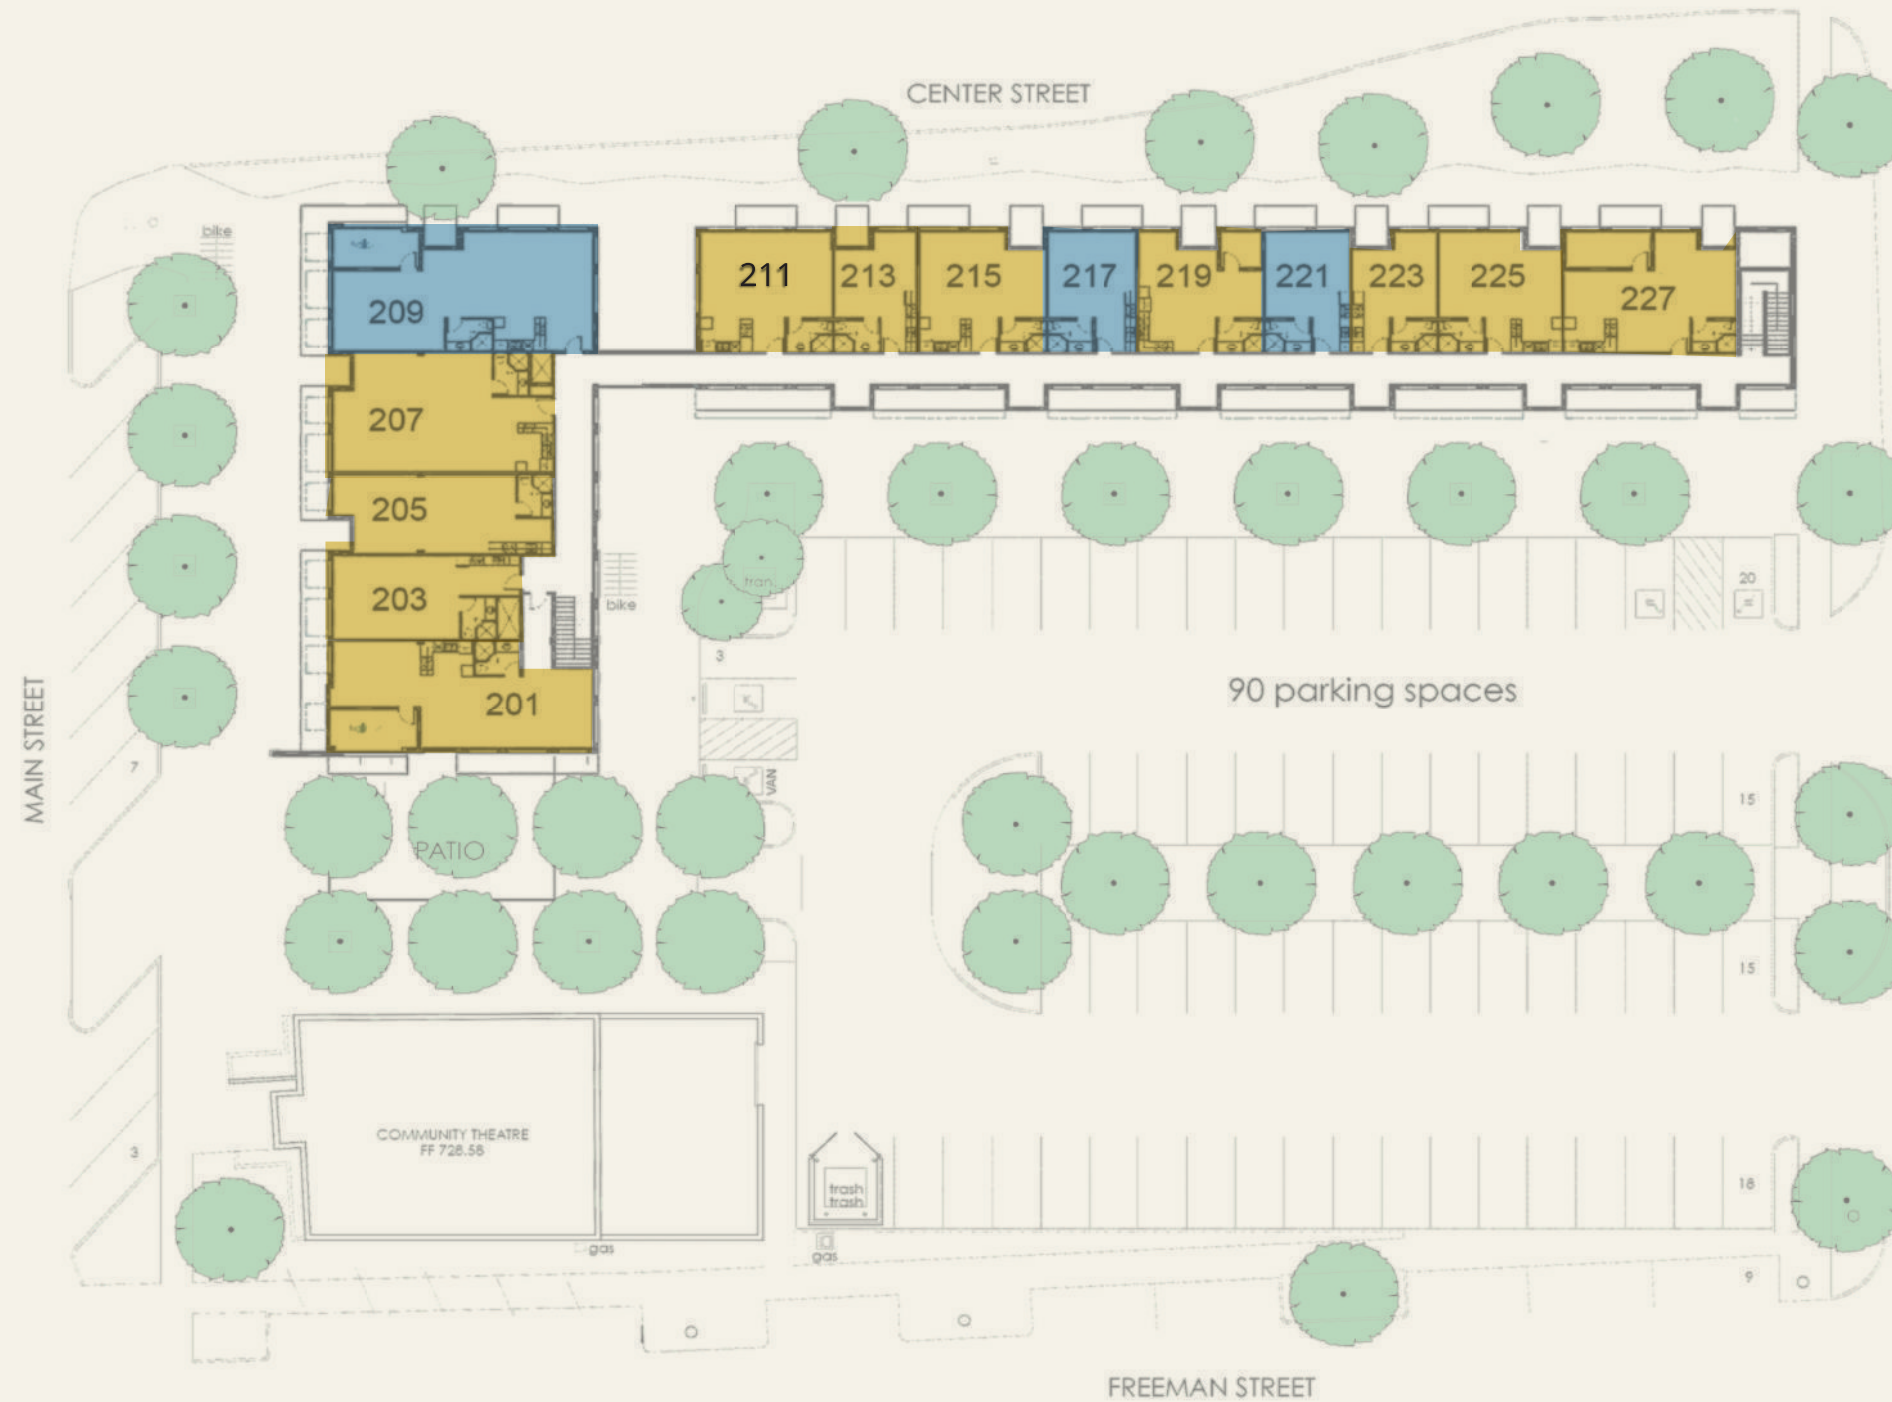 CENTER STREET
bike
211
213
215
217
219
221
223
225
227
209
207
205
203
201
bike
tran.
20
3
90 parking spaces
MAIN STREET
7
VAN
15
PATIO
15
COMMUNITY THEATRE
FF 728.58
3
trash
trash
18
gas
gas
9
FREEMAN STREET